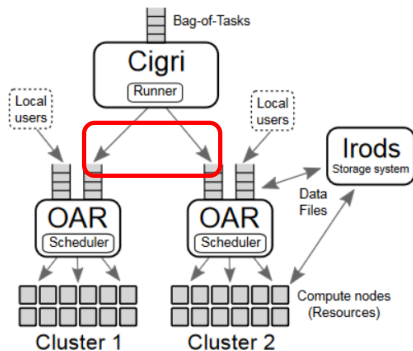 Bag-of-Tasks
Cigri
Runner
Local
users
Local
users
Irods
Storage system
Data
Files
OAR
Scheduler
OAR
Scheduler
Compute nodes
(Resources)
Cluster 1
Cluster 2